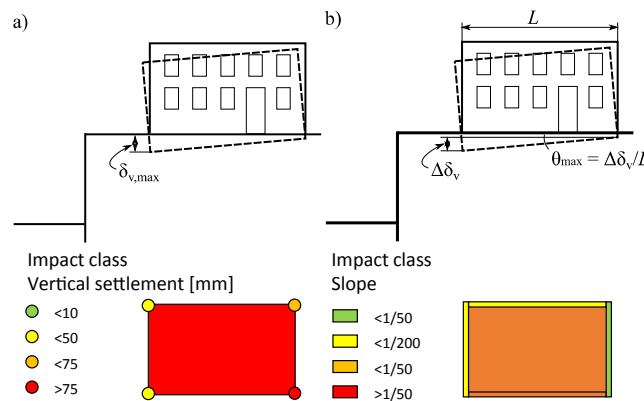 a)
δv,max
Impact class
Vertical settlement [mm]
<10
<50
<75
>75
b)
L
Δδv
θmax = Δδv/L
Impact class
Slope
<1/50
<1/200
<1/50
>1/50